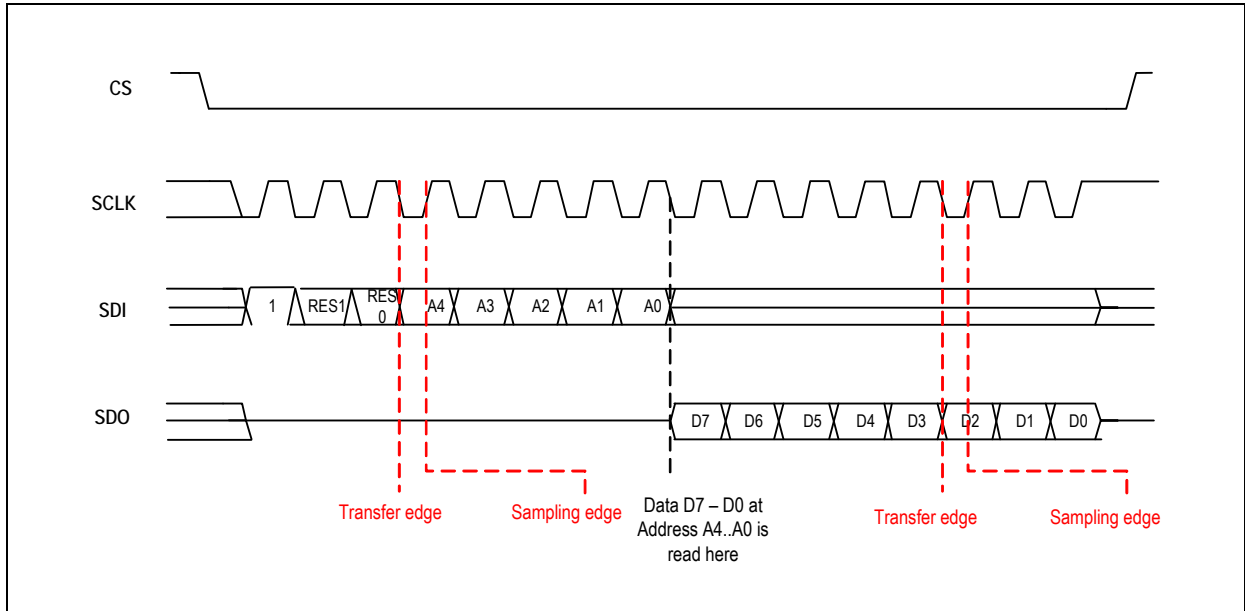 CS
SCLK
SDI
1 RES1 RES 0 A4 A3 A2 A1 A0
SDO
D7 D6 D5 D4 D3 D2 D1 D0
Transfer edge
Sampling edge
Data D7 – D0 at
Address A4..A0 is
read here
Transfer edge
Sampling edge